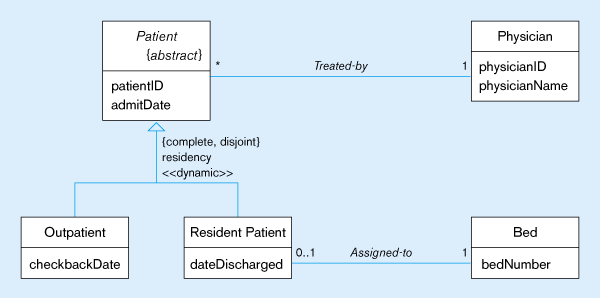 Patient
{abstract}
patientID
admitDate
Physician
physicianID
physicianName
*
Treated-by
1
{complete, disjoint}
residency
<<dynamic>>
Outpatient
checkbackDate
Resident Patient
dateDischarged
0..1
Assigned-to
1
Bed
bedNumber